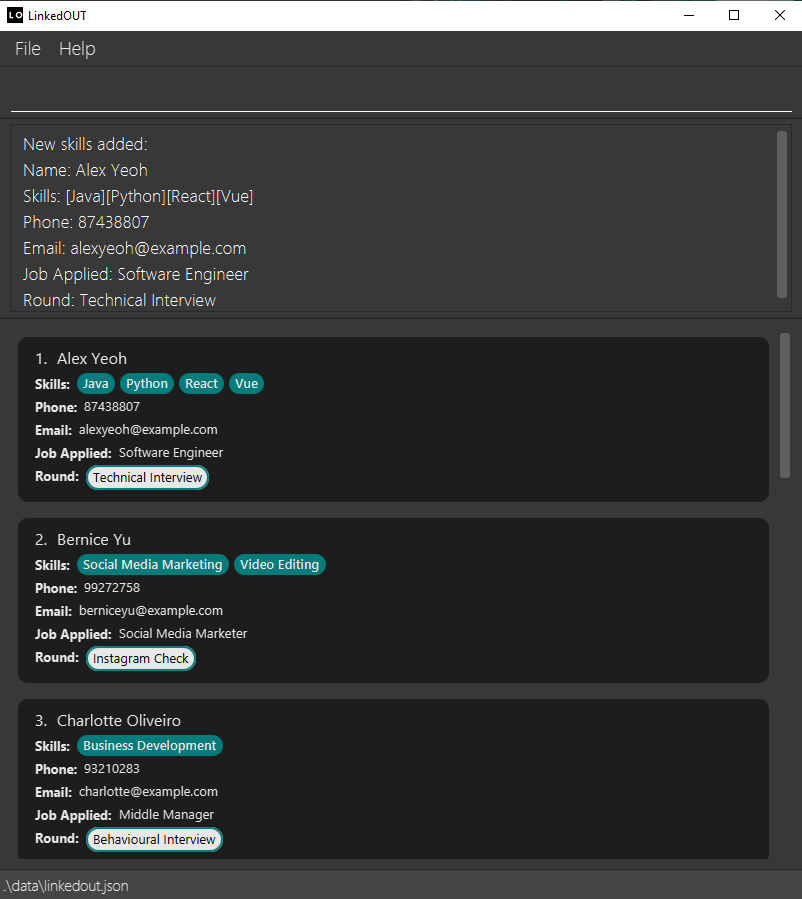 LO LinkedOUT
File Help
New skills added:
Name: Alex Yeoh
Skills: [Java][Python][React][Vue]
Phone: 87438807
Email: alexyeoh@example.com
Job Applied: Software Engineer
Round: Technical Interview
1. Alex Yeoh
Skills: Java Python React Vue
Phone: 87438807
Email: alexyeoh@example.com
Job Applied: Software Engineer
Round: Technical Interview
2. Bernice Yu
Skills: Social Media Marketing Video Editing
Phone: 99272758
Email: berniceyu@example.com
Job Applied: Social Media Marketer
Round: Instagram Check
3. Charlotte Oliveiro
Skills: Business Development
Phone: 93210283
Email: charlotte@example.com
Job Applied: Middle Manager
Round: Behavioural Interview
.\data\linkedout.json